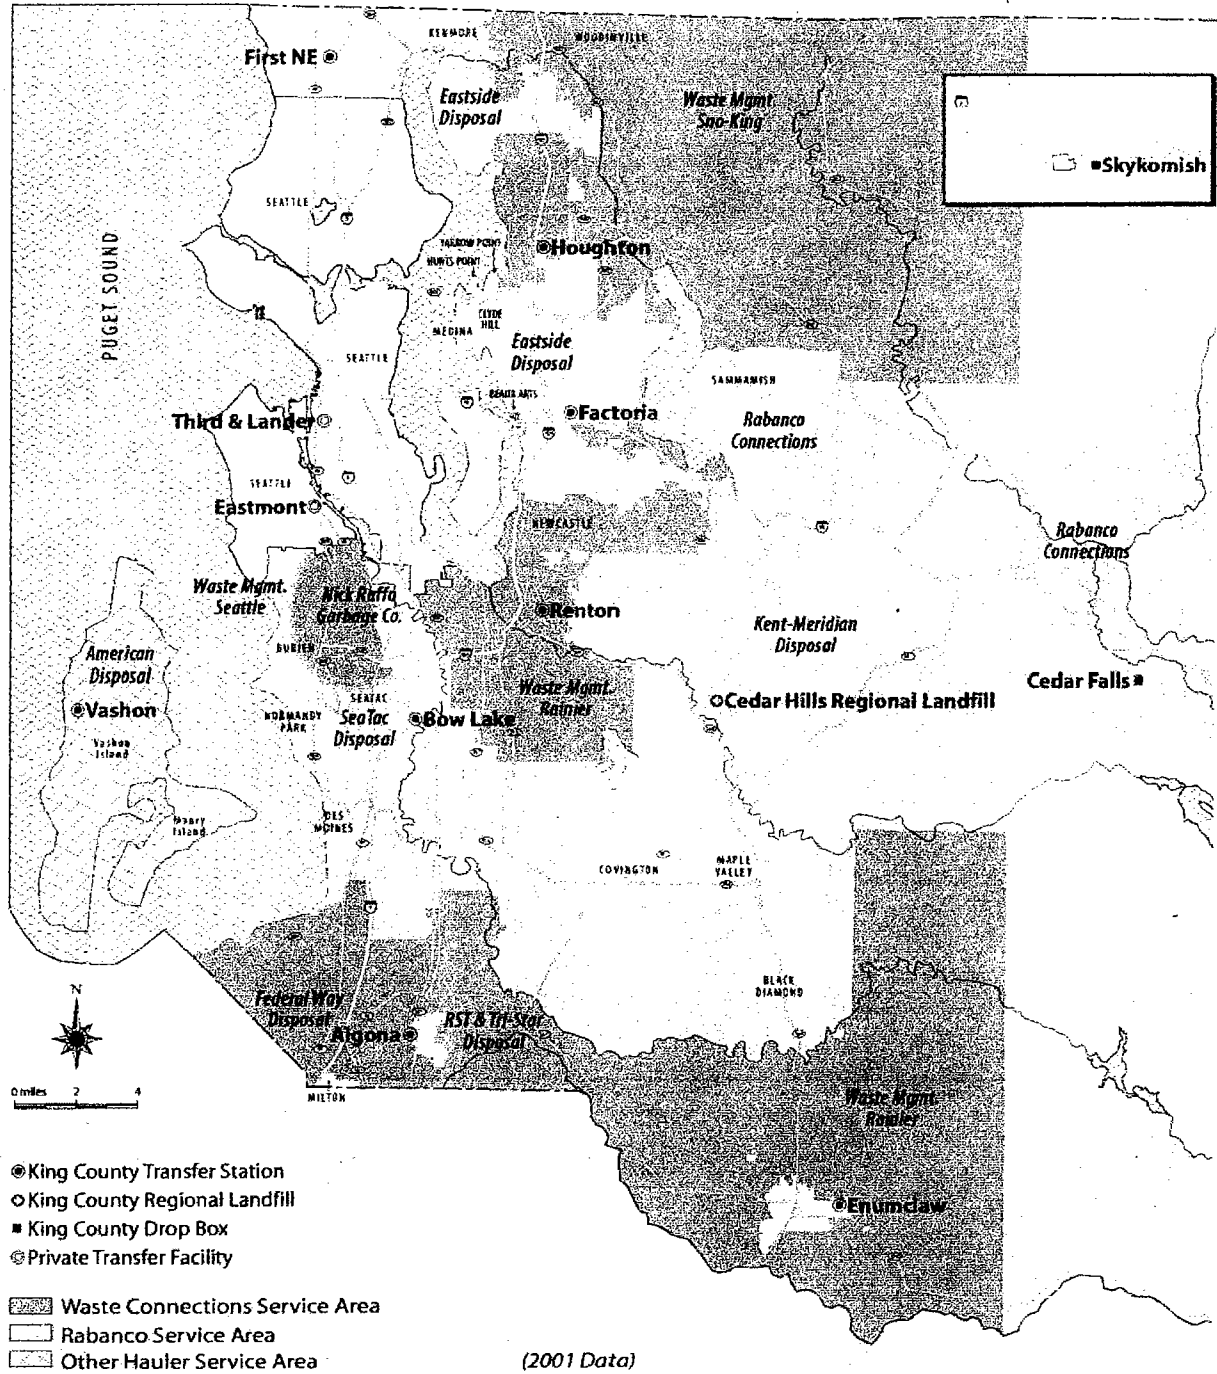 KENMORE
WOODINVILLE
First NE
Eastside
Disposal
Waste Mgmt.
Sno-King
Skykomish
SEATTLE
PUGET SOUND
YARROW POINT
HUNTS POINT
Houghton
CLYDE
HILL
MEDINA
Eastside
Disposal
SEATTLE
SAMMAMISH
BEAUX ARTS
Factoria
Third & Lander
Rabanco
Connections
SEATTLE
Eastmont
NEWCASTLE
Rabanco
Connections
Waste Mgmt.
Seattle
Nick Raffo
Garbage Co.
Renton
Kent-Meridian
Disposal
BURIEN
American
Disposal
Cedar Falls
Waste Mgmt.
Rainier
SEATAC
Cedar Hills Regional Landfill
Vashon
NORMANDY
PARK
SeaTac
Disposal
Bow Lake
Vashon
Island
Maury
Island
DES
MOINES
COVINGTON
MAPLE
VALLEY
BLACK
DIAMOND
N
Federal Way
Disposal
Algona
RST & Tri-Star
Disposal
0 miles 2 4
MILTON
Waste Mgmt.
Rainier
Enumclaw
King County Transfer Station
King County Regional Landfill
King County Drop Box
Private Transfer Facility
Waste Connections Service Area
Rabanco Service Area
Other Hauler Service Area
(2001 Data)